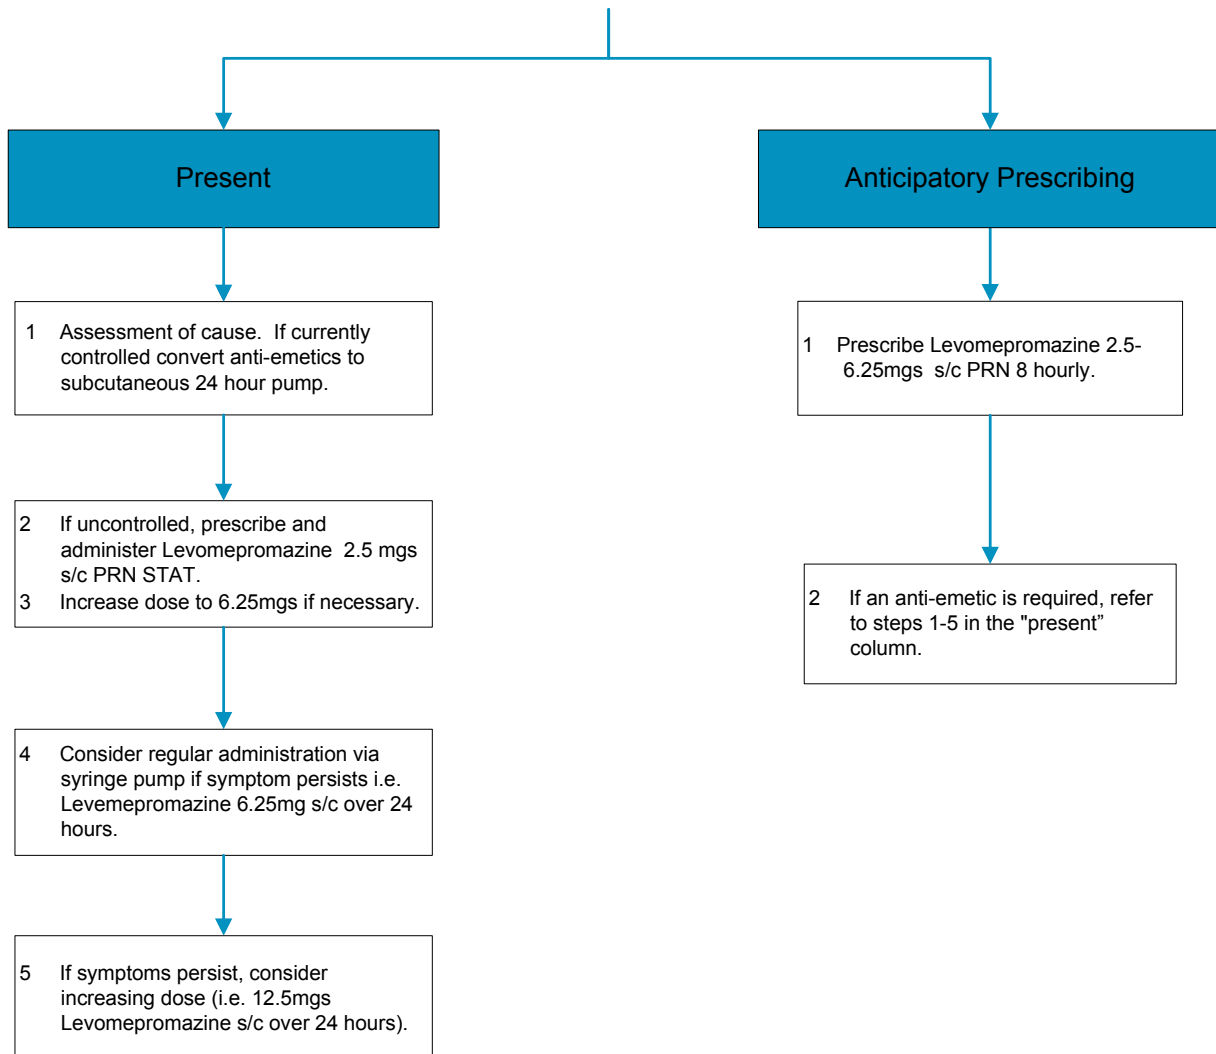 Present
1 Assessment of cause. If currently
controlled convert anti-emetics to
subcutaneous 24 hour pump.
2 If uncontrolled, prescribe and
administer Levomepromazine 2.5 mgs
s/c PRN STAT.
3 Increase dose to 6.25mgs if necessary.
4 Consider regular administration via
syringe pump if symptom persists i.e.
Levemepromazine 6.25mg s/c over 24
hours.
5 If symptoms persist, consider
increasing dose (i.e. 12.5mgs
Levomepromazine s/c over 24 hours).
Anticipatory Prescribing
1 Prescribe Levomepromazine 2.5-
6.25mgs s/c PRN 8 hourly.
2 If an anti-emetic is required, refer
to steps 1-5 in the "present”
column.